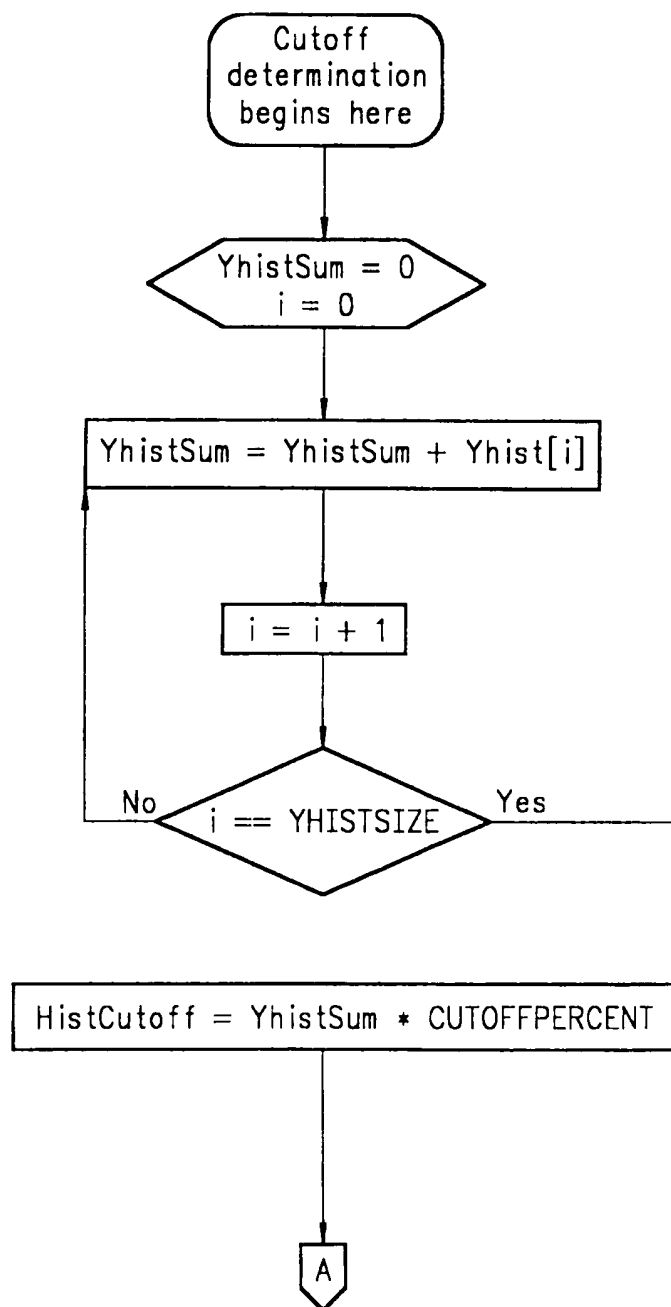 Cutoff
determination
begins here
YhistSum = 0
i = 0
YhistSum = YhistSum + Yhist[i]
i = i + 1
No
i == YHISTSIZE
Yes
HistCutoff = YhistSum * CUTOFFPERCENT
A